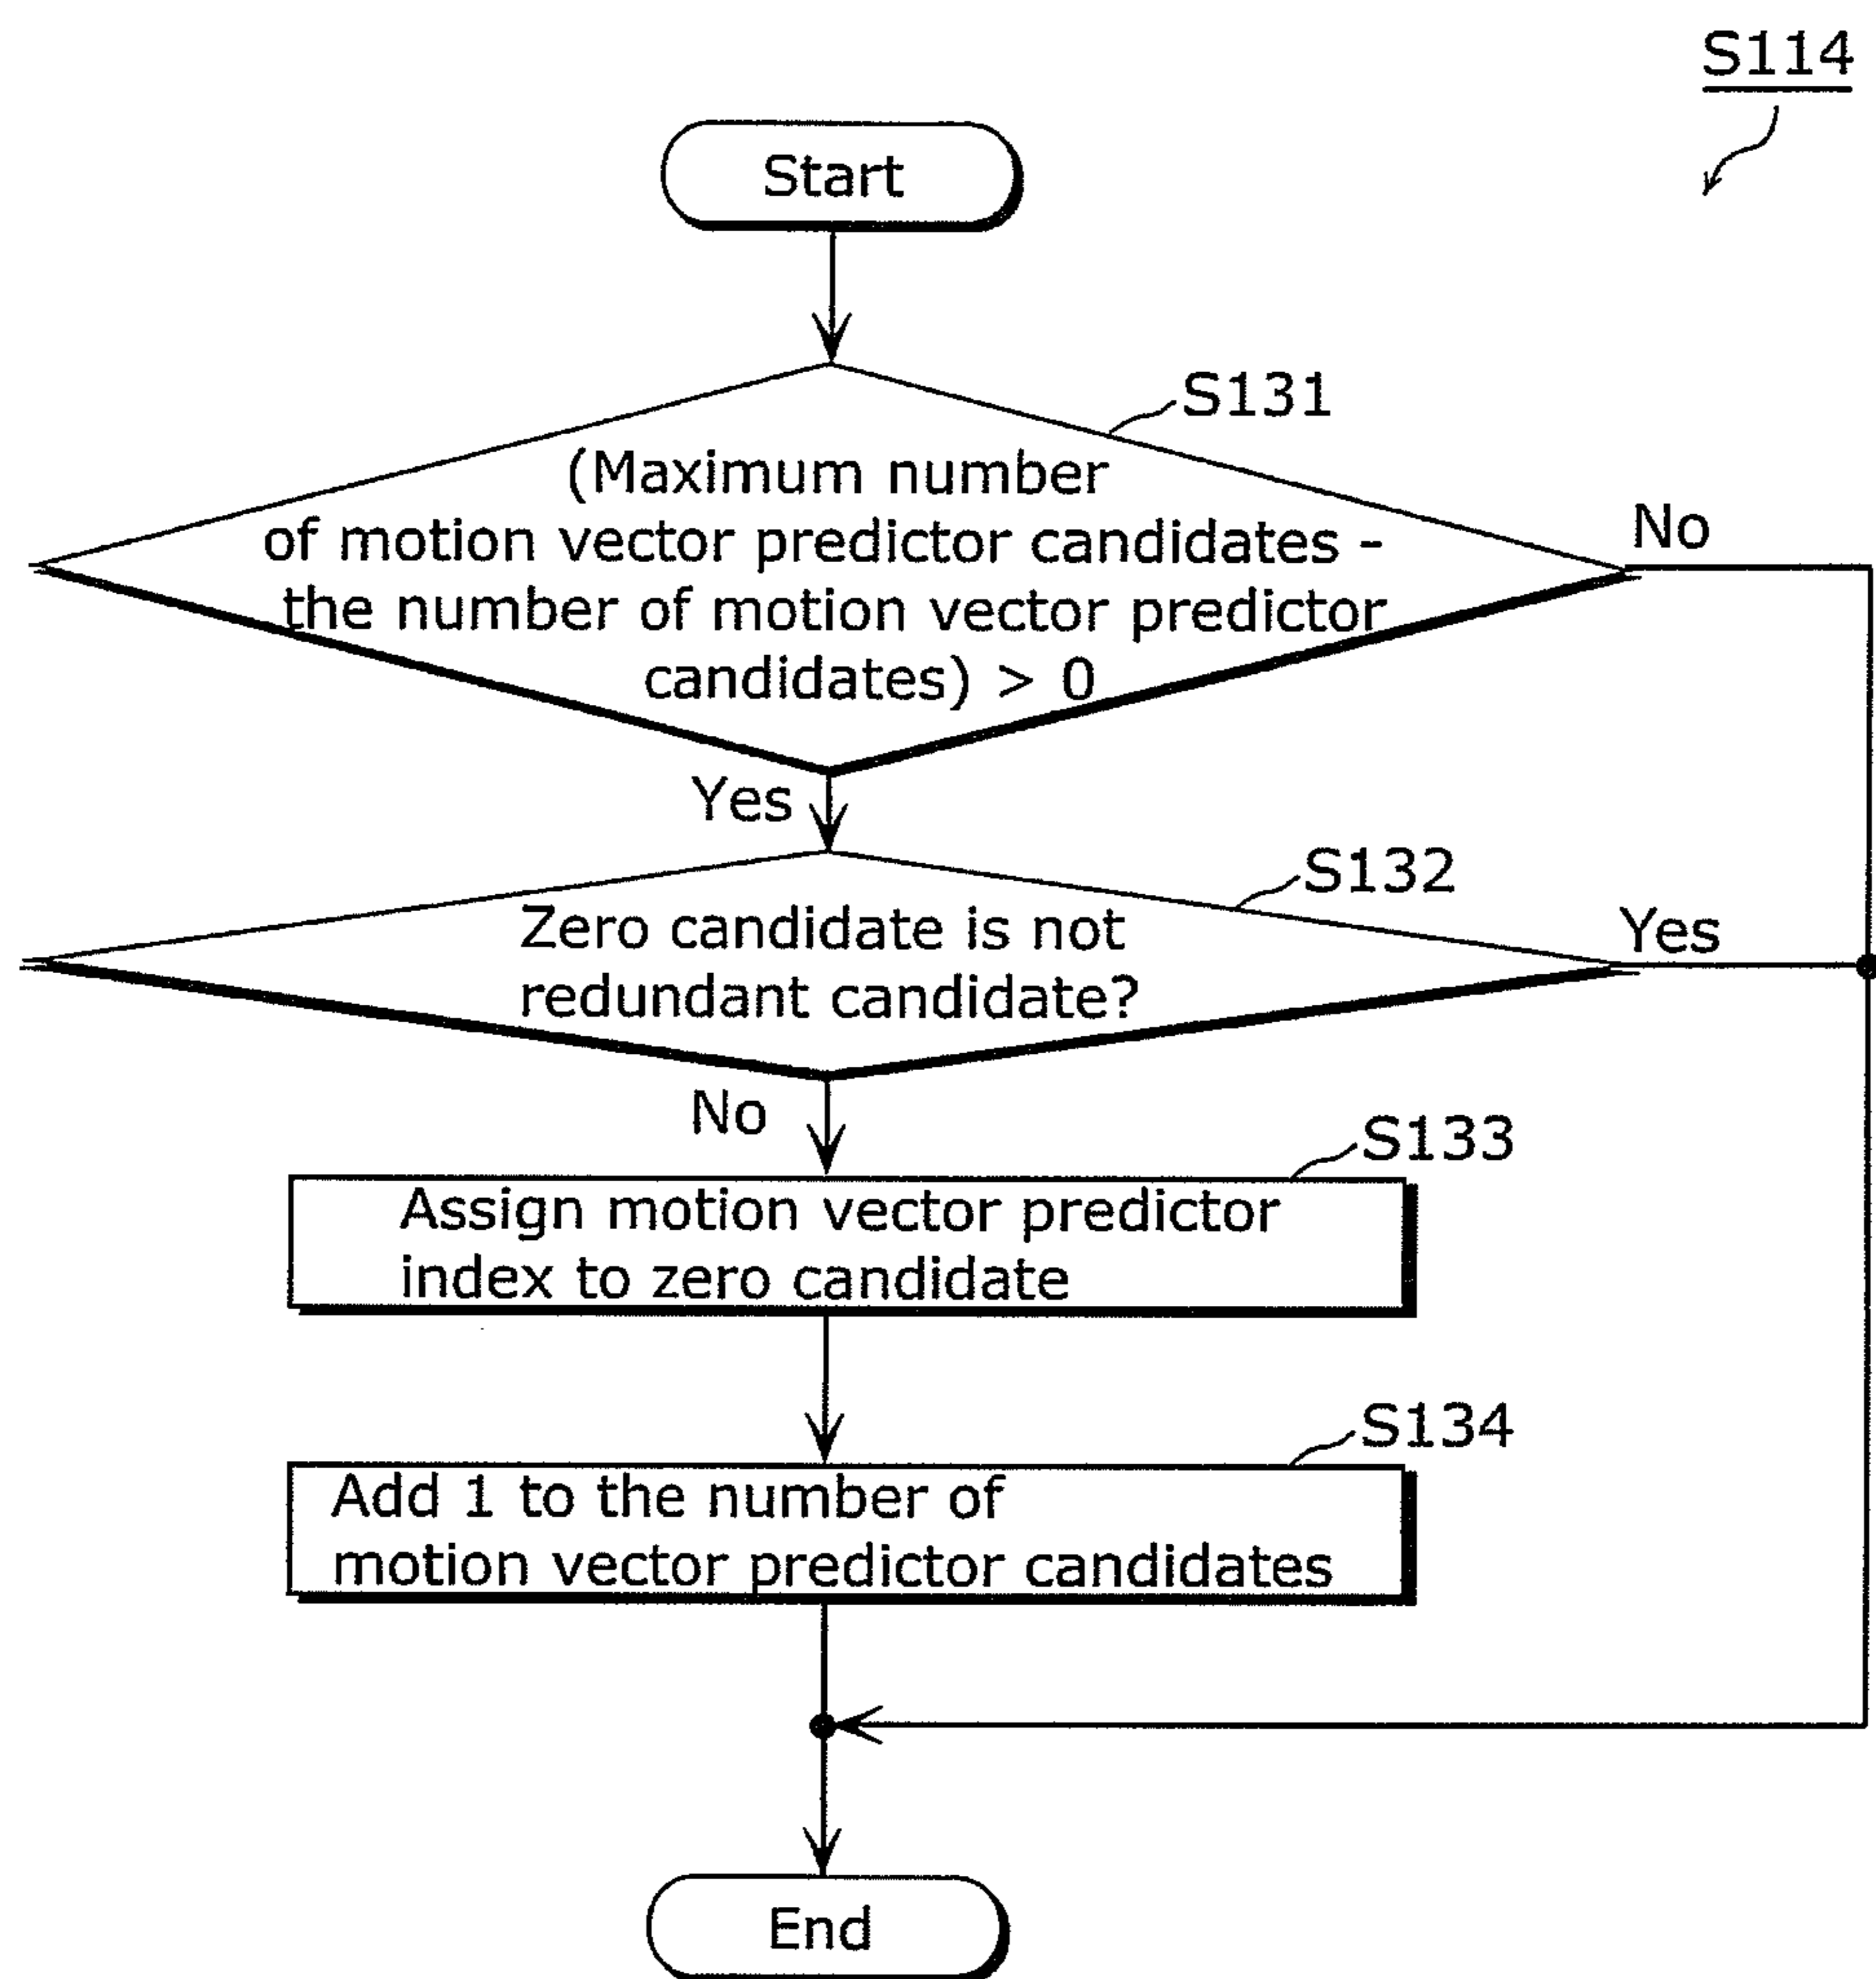 S114
Start
S131
(Maximum number
of motion vector predictor candidates -
the number of motion vector predictor
candidates) > 0
No
Yes
S132
Zero candidate is not
redundant candidate?
Yes
No
S133
Assign motion vector predictor
index to zero candidate
S134
Add 1 to the number of
motion vector predictor candidates
End